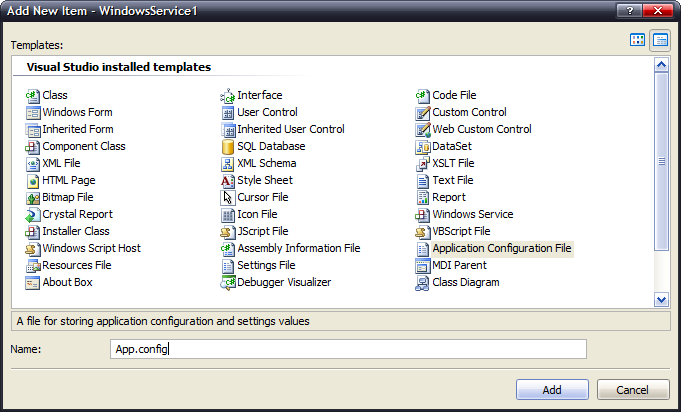 Add New Item - WindowsService1
Templates:
Visual Studio installed templates
Class Interface Code File
Windows Form User Control Custom Control
Inherited Form Inherited User Control Web Custom Control
Component Class SQL Database DataSet
XML File XML Schema XSLT File
HTML Page Style Sheet Text File
Bitmap File Cursor File Report
Crystal Report Icon File Windows Service
Installer Class JScript File VBScript File
Windows Script Host Assembly Information File Application Configuration File
Resources File Settings File MDI Parent
About Box Debugger Visualizer Class Diagram
A file for storing application configuration and settings values
Name: App.config
Add Cancel